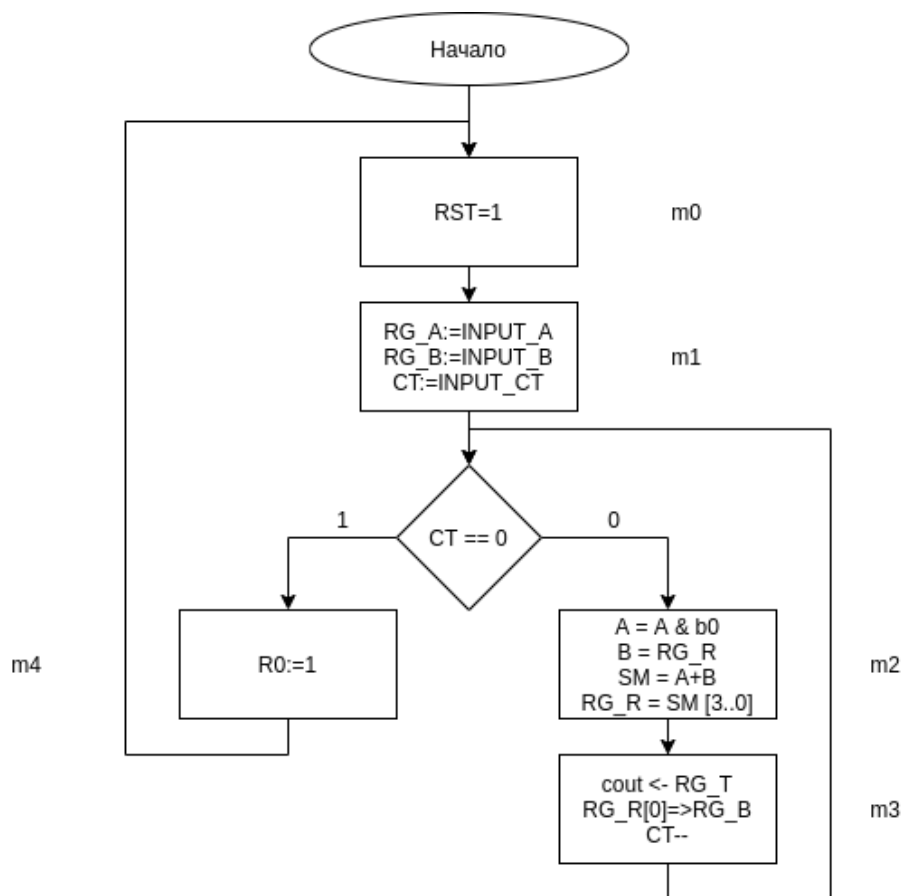 Начало
RST=1
m0
RG_A:=INPUT_A
RG_B:=INPUT_B
CT:=INPUT_CT
m1
1
CT == 0
0
m4
R0:=1
A = A & b0
B = RG_R
SM = A+B
RG_R = SM [3..0]
m2
cout <- RG_T
RG_R[0]=>RG_B
CT--
m3